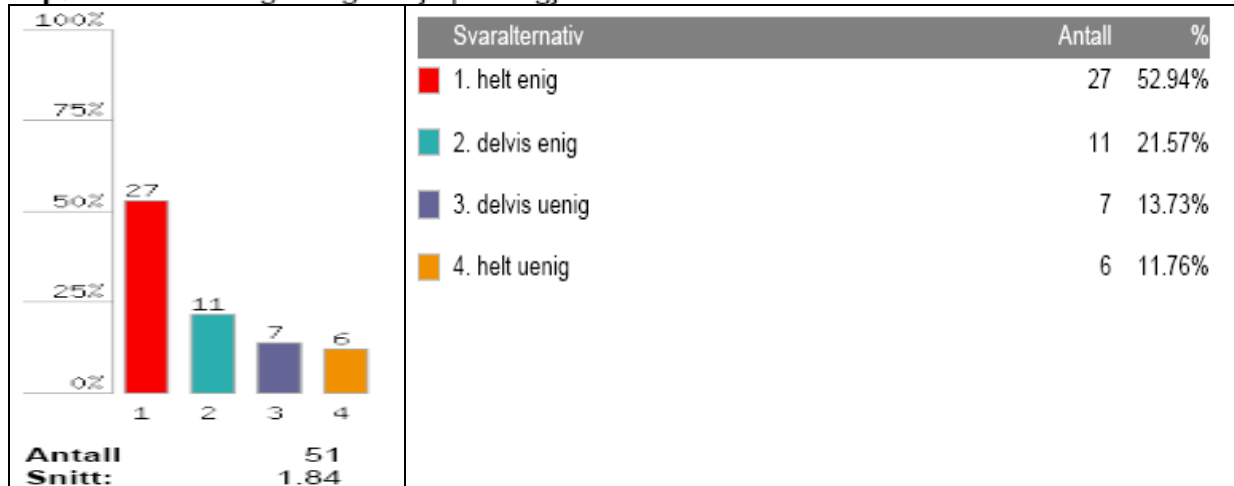 100%
75%
50%
25%
0%
27
11
7
6
1 2 3 4
Antall 51
Snitt: 1.84
Svaralternativ Antall %
1. helt enig 27 52.94%
2. delvis enig 11 21.57%
3. delvis uenig 7 13.73%
4. helt uenig 6 11.76%